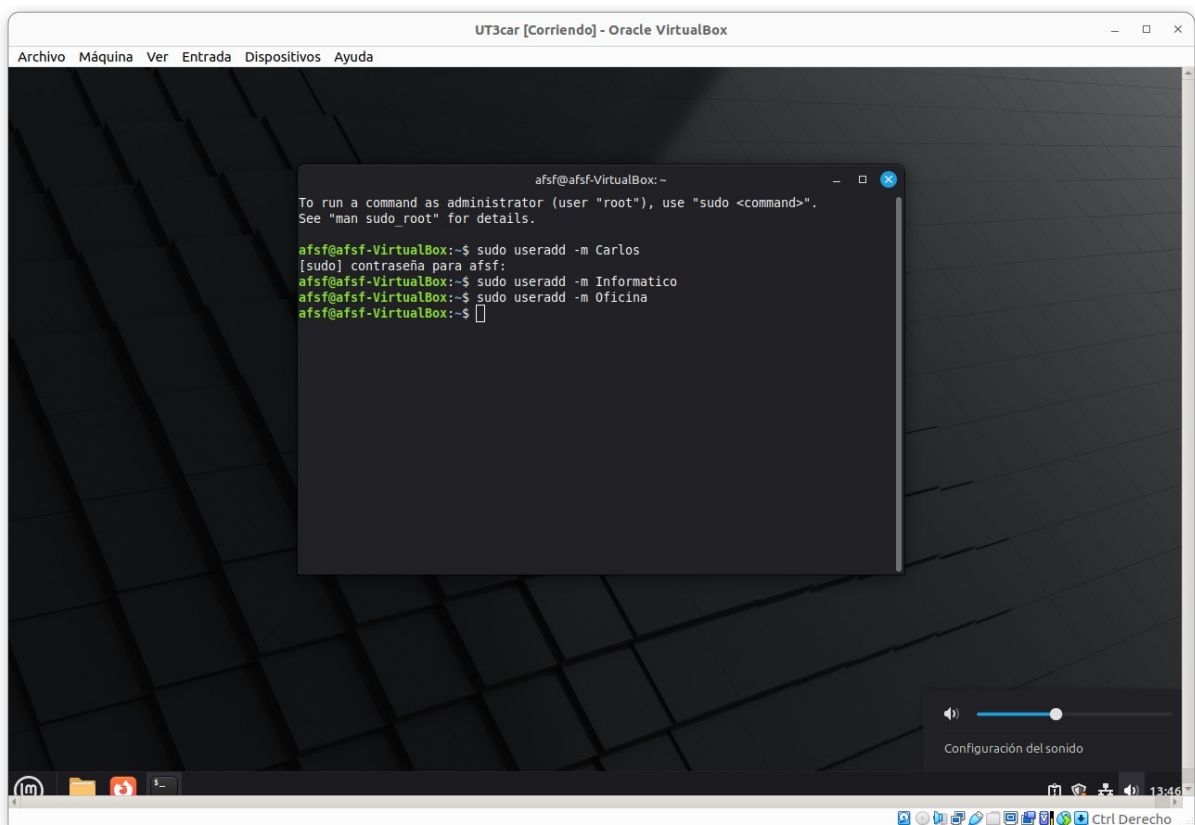 UT3car [Corriendo] - Oracle VirtualBox
Archivo Máquina Ver Entrada Dispositivos Ayuda
afsf@afsf-VirtualBox: ~
To run a command as administrator (user "root"), use "sudo <command>".
See "man sudo_root" for details.
afsf@afsf-VirtualBox:~$ sudo useradd -m Carlos
[sudo] contraseña para afsf:
afsf@afsf-VirtualBox:~$ sudo useradd -m Informatico
afsf@afsf-VirtualBox:~$ sudo useradd -m Oficina
afsf@afsf-VirtualBox:~$
Configuración del sonido
13:46
Ctrl Derecho